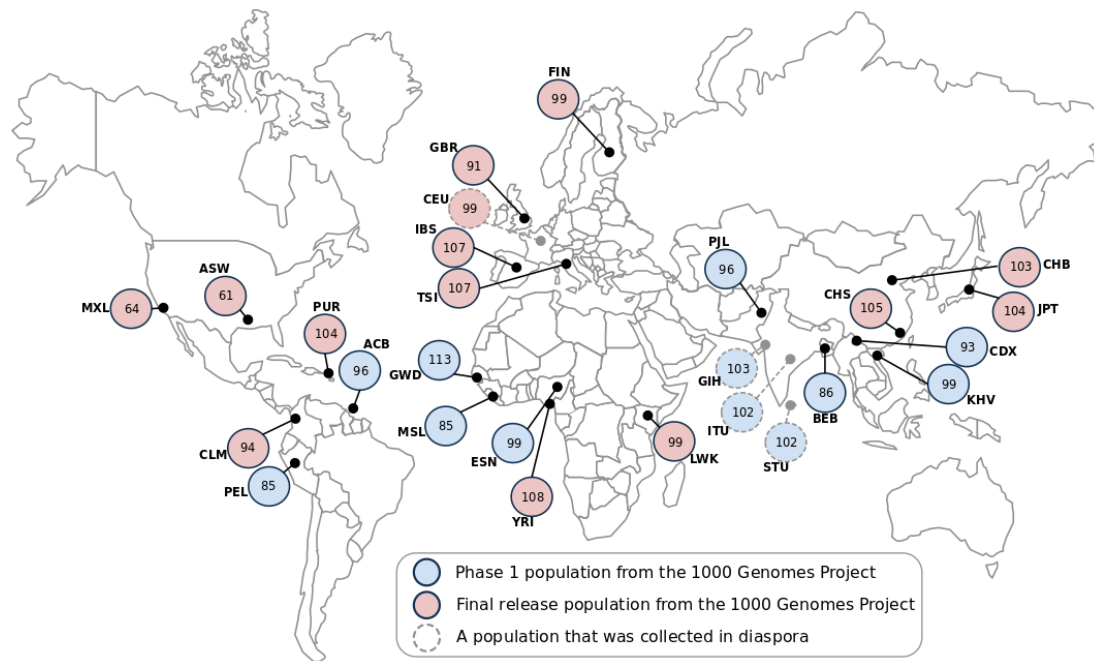 FIN
99
GBR
91
CEU
99
IBS
107
TSI
107
PJL
96
CHB
103
CHS
105
JPT
104
CDX
93
KHV
99
ASW
61
MXL
64
PUR
104
ACB
96
GWD
113
MSL
85
ESN
99
YRI
108
LWK
99
GIH
103
ITU
102
STU
102
BEB
86
CLM
94
PEL
85
Phase 1 population from the 1000 Genomes Project
Final release population from the 1000 Genomes Project
A population that was collected in diaspora